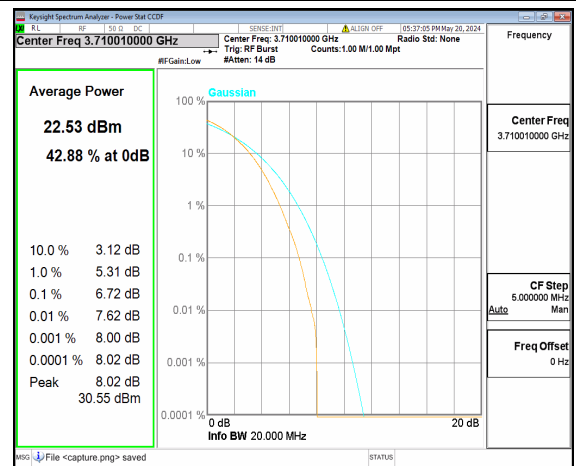 Keysight Spectrum Analyzer - Power Stat CCDF
RL RF 50 Ω DC SENSE:INT ALIGN OFF 05:37:05 PM May 20, 2024
Center Freq 3.710010000 GHz
Center Freq: 3.710010000 GHz Radio Std: None
Trig: RF Burst Counts:1.00 M/1.00 Mpt
#IFGain:Low #Atten: 14 dB
Frequency
Average Power
22.53 dBm
42.88 % at 0dB
10.0 % 3.12 dB
1.0 % 5.31 dB
0.1 % 6.72 dB
0.01 % 7.62 dB
0.001 % 8.00 dB
0.0001 % 8.02 dB
Peak 8.02 dB
30.55 dBm
Gaussian
100 %
10 %
1 %
0.1 %
0.01 %
0.001 %
0.0001 %
0 dB 20 dB
Info BW 20.000 MHz
Center Freq
3.710010000 GHz
CF Step
5.000000 MHz
Auto Man
Freq Offset
0 Hz
MSG File <capture.png> saved STATUS